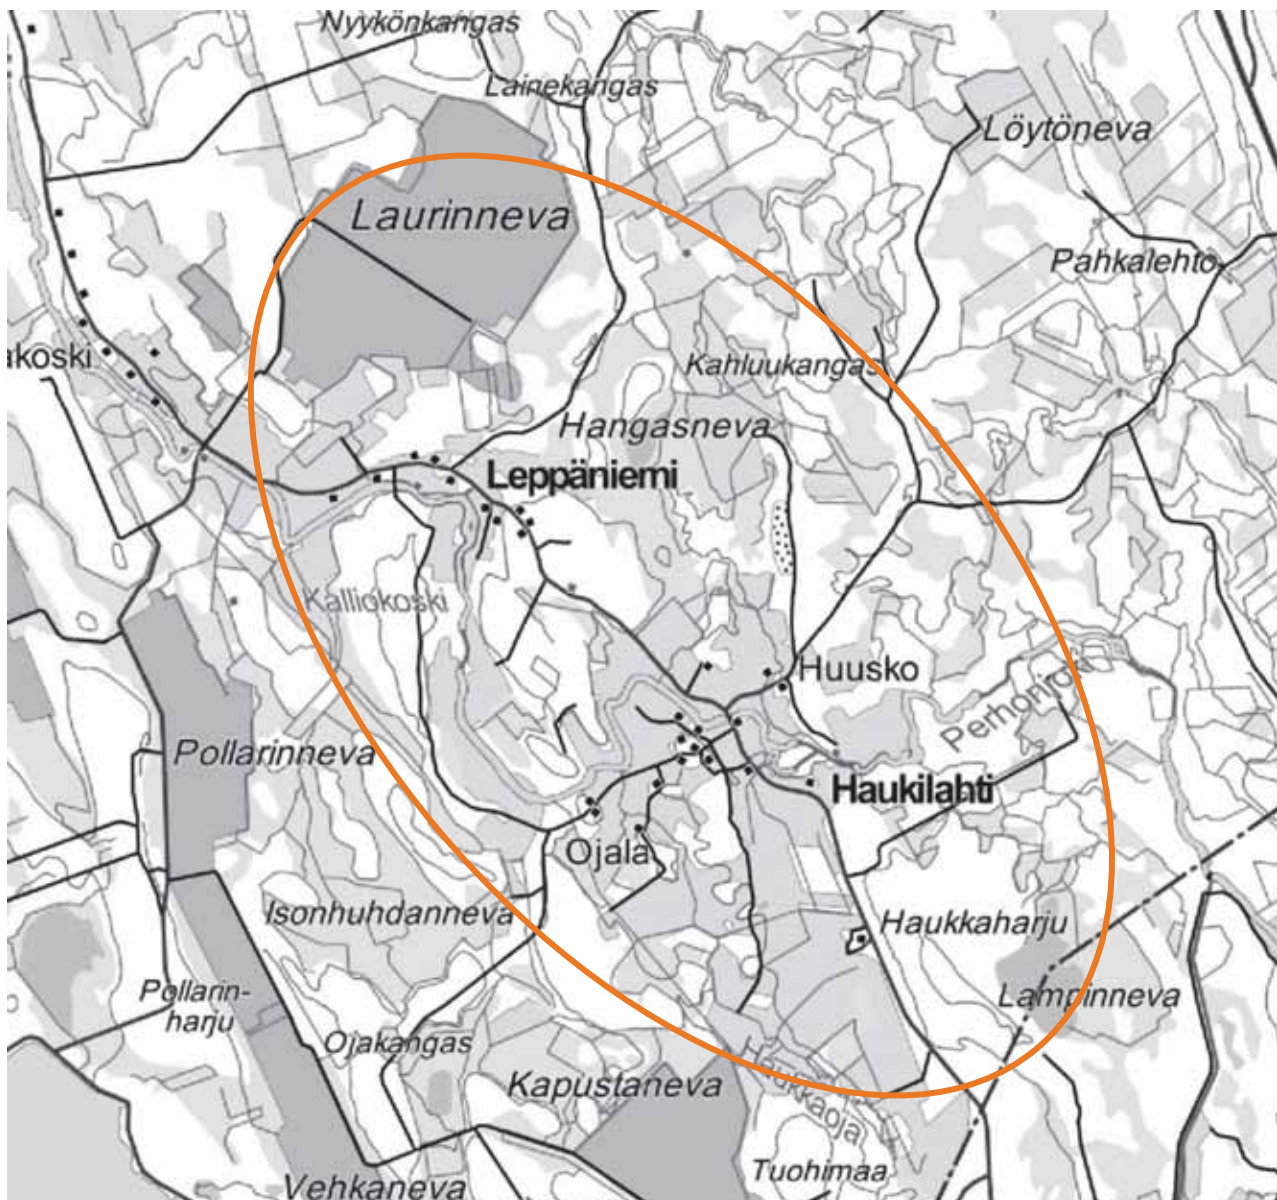 Nyykönkangas
Lainekangas
Löytöneva
Laurinneva
Pahkalehto
akoski
Kahluukangas
Hangasneva
Leppäniemi
Kalliokoski
Huusko
Perhonjoki
Pollarinneva
Haukilahti
Ojala
Isonhuhdanneva
Haukkaharju
Pollarin-
harju
Lampinneva
Ojakangas
Kapustaneva
Haukkaoja
Tuohimaa
Vehkaneva